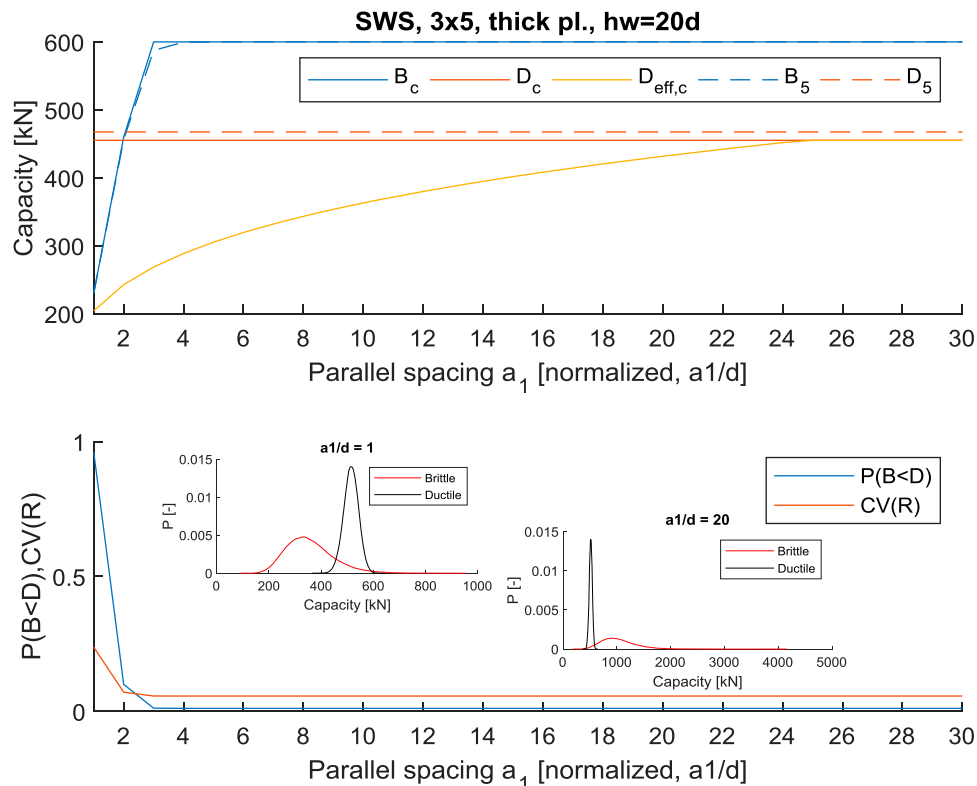 SWS, 3x5, thick pl., hw=20d
600
500
400
300
200
Capacity [kN]
B_c D_c D_eff,c B_5 D_5
2 4 6 8 10 12 14 16 18 20 22 24 26 28 30
Parallel spacing a_1 [normalized, a1/d]
1
0.5
0
P(B<D),CV(R)
P(B<D)
CV(R)
a1/d = 1
0.015
0.01
0.005
0
P [-]
Brittle
Ductile
0 200 400 600 800 1000
Capacity [kN]
a1/d = 20
0.015
0.01
0.005
0
P [-]
Brittle
Ductile
0 1000 2000 3000 4000 5000
Capacity [kN]
2 4 6 8 10 12 14 16 18 20 22 24 26 28 30
Parallel spacing a_1 [normalized, a1/d]